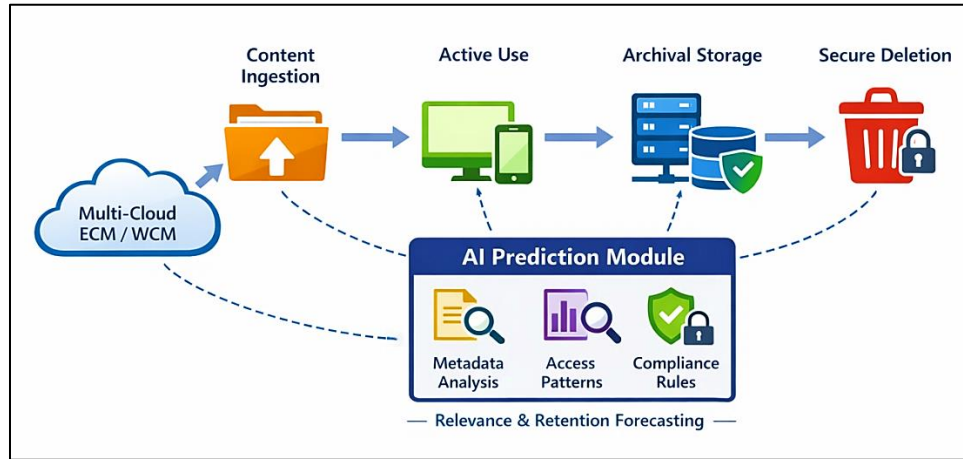 Content
Ingestion
Active Use
Archival Storage
Secure Deletion
Multi-Cloud
ECM / WCM
AI Prediction Module
Metadata
Analysis
Access
Patterns
Compliance
Rules
Relevance & Retention Forecasting